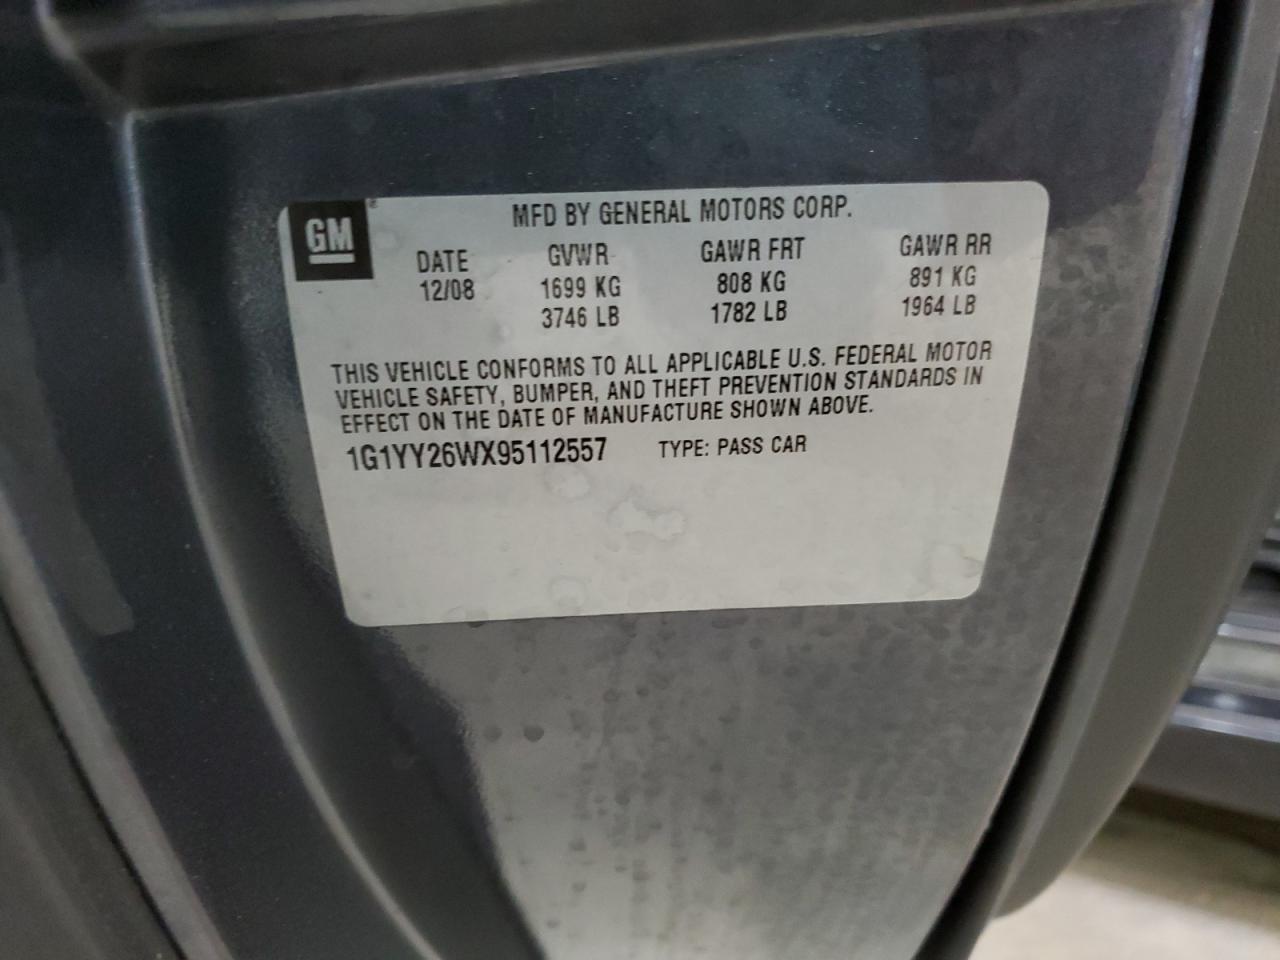 GM
MFD BY GENERAL MOTORS CORP.
DATE GVWR GAWR FRT GAWR RR
12/08 1699 KG 808 KG 891 KG
3746 LB 1782 LB 1964 LB
THIS VEHICLE CONFORMS TO ALL APPLICABLE U.S. FEDERAL MOTOR
VEHICLE SAFETY, BUMPER, AND THEFT PREVENTION STANDARDS IN
EFFECT ON THE DATE OF MANUFACTURE SHOWN ABOVE.
1G1YY26WX95112557 TYPE: PASS CAR